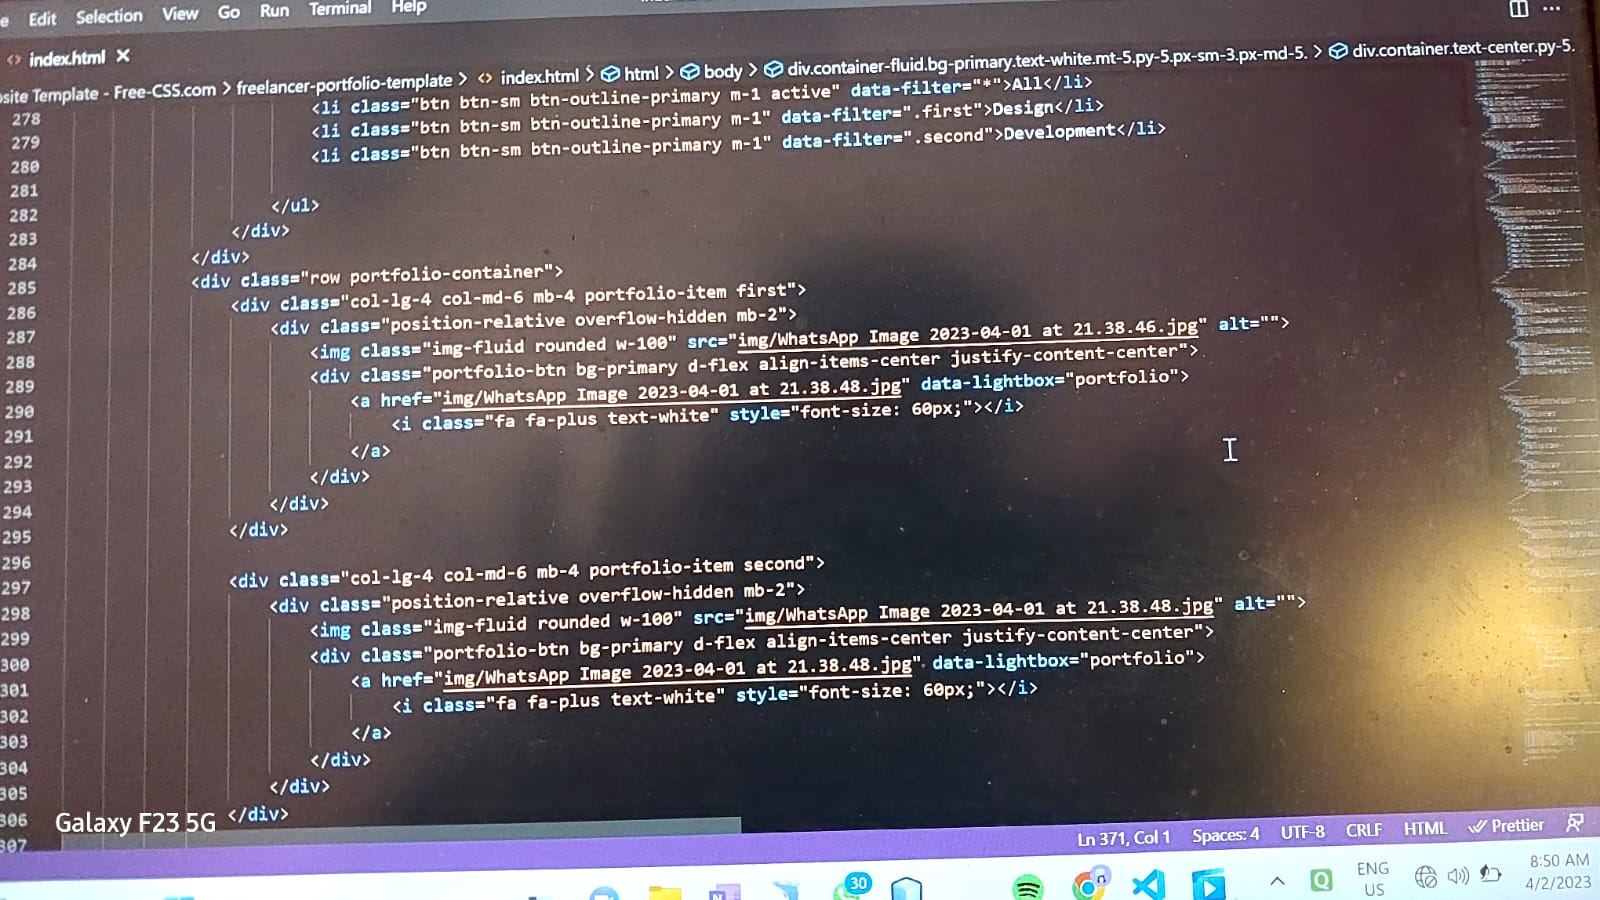 Edit Selection View Go Run Terminal Help
index.html
site Template - Free-CSS.com > freelancer-portfolio-template > <> index.html > html > body > div.container-fluid.bg-primary.text-white.mt-5.py-5.px-sm-3.px-md-5. > div.container.text-center.py-5.
278 <li class="btn btn-sm btn-outline-primary m-1 active" data-filter="*">All</li>
279 <li class="btn btn-sm btn-outline-primary m-1" data-filter=".first">Design</li>
280 <li class="btn btn-sm btn-outline-primary m-1" data-filter=".second">Development</li>
281
282 </ul>
283 </div>
284 </div>
285 <div class="row portfolio-container">
286 <div class="col-lg-4 col-md-6 mb-4 portfolio-item first">
287 <div class="position-relative overflow-hidden mb-2">
288 <img class="img-fluid rounded w-100" src="img/WhatsApp Image 2023-04-01 at 21.38.46.jpg" alt="">
289 <div class="portfolio-btn bg-primary d-flex align-items-center justify-content-center">
290 <a href="img/WhatsApp Image 2023-04-01 at 21.38.48.jpg" data-lightbox="portfolio">
291 <i class="fa fa-plus text-white" style="font-size: 60px;"></i>
292 </a>
293 </div>
294 </div>
295 </div>
296
297 <div class="col-lg-4 col-md-6 mb-4 portfolio-item second">
298 <div class="position-relative overflow-hidden mb-2">
299 <img class="img-fluid rounded w-100" src="img/WhatsApp Image 2023-04-01 at 21.38.48.jpg" alt="">
300 <div class="portfolio-btn bg-primary d-flex align-items-center justify-content-center">
301 <a href="img/WhatsApp Image 2023-04-01 at 21.38.48.jpg" data-lightbox="portfolio">
302 <i class="fa fa-plus text-white" style="font-size: 60px;"></i>
303 </a>
304 </div>
305 </div>
306 </div>
307
Galaxy F23 5G
Ln 371, Col 1 Spaces: 4 UTF-8 CRLF HTML Prettier
30
ENG
US
8:50 AM
4/2/2023